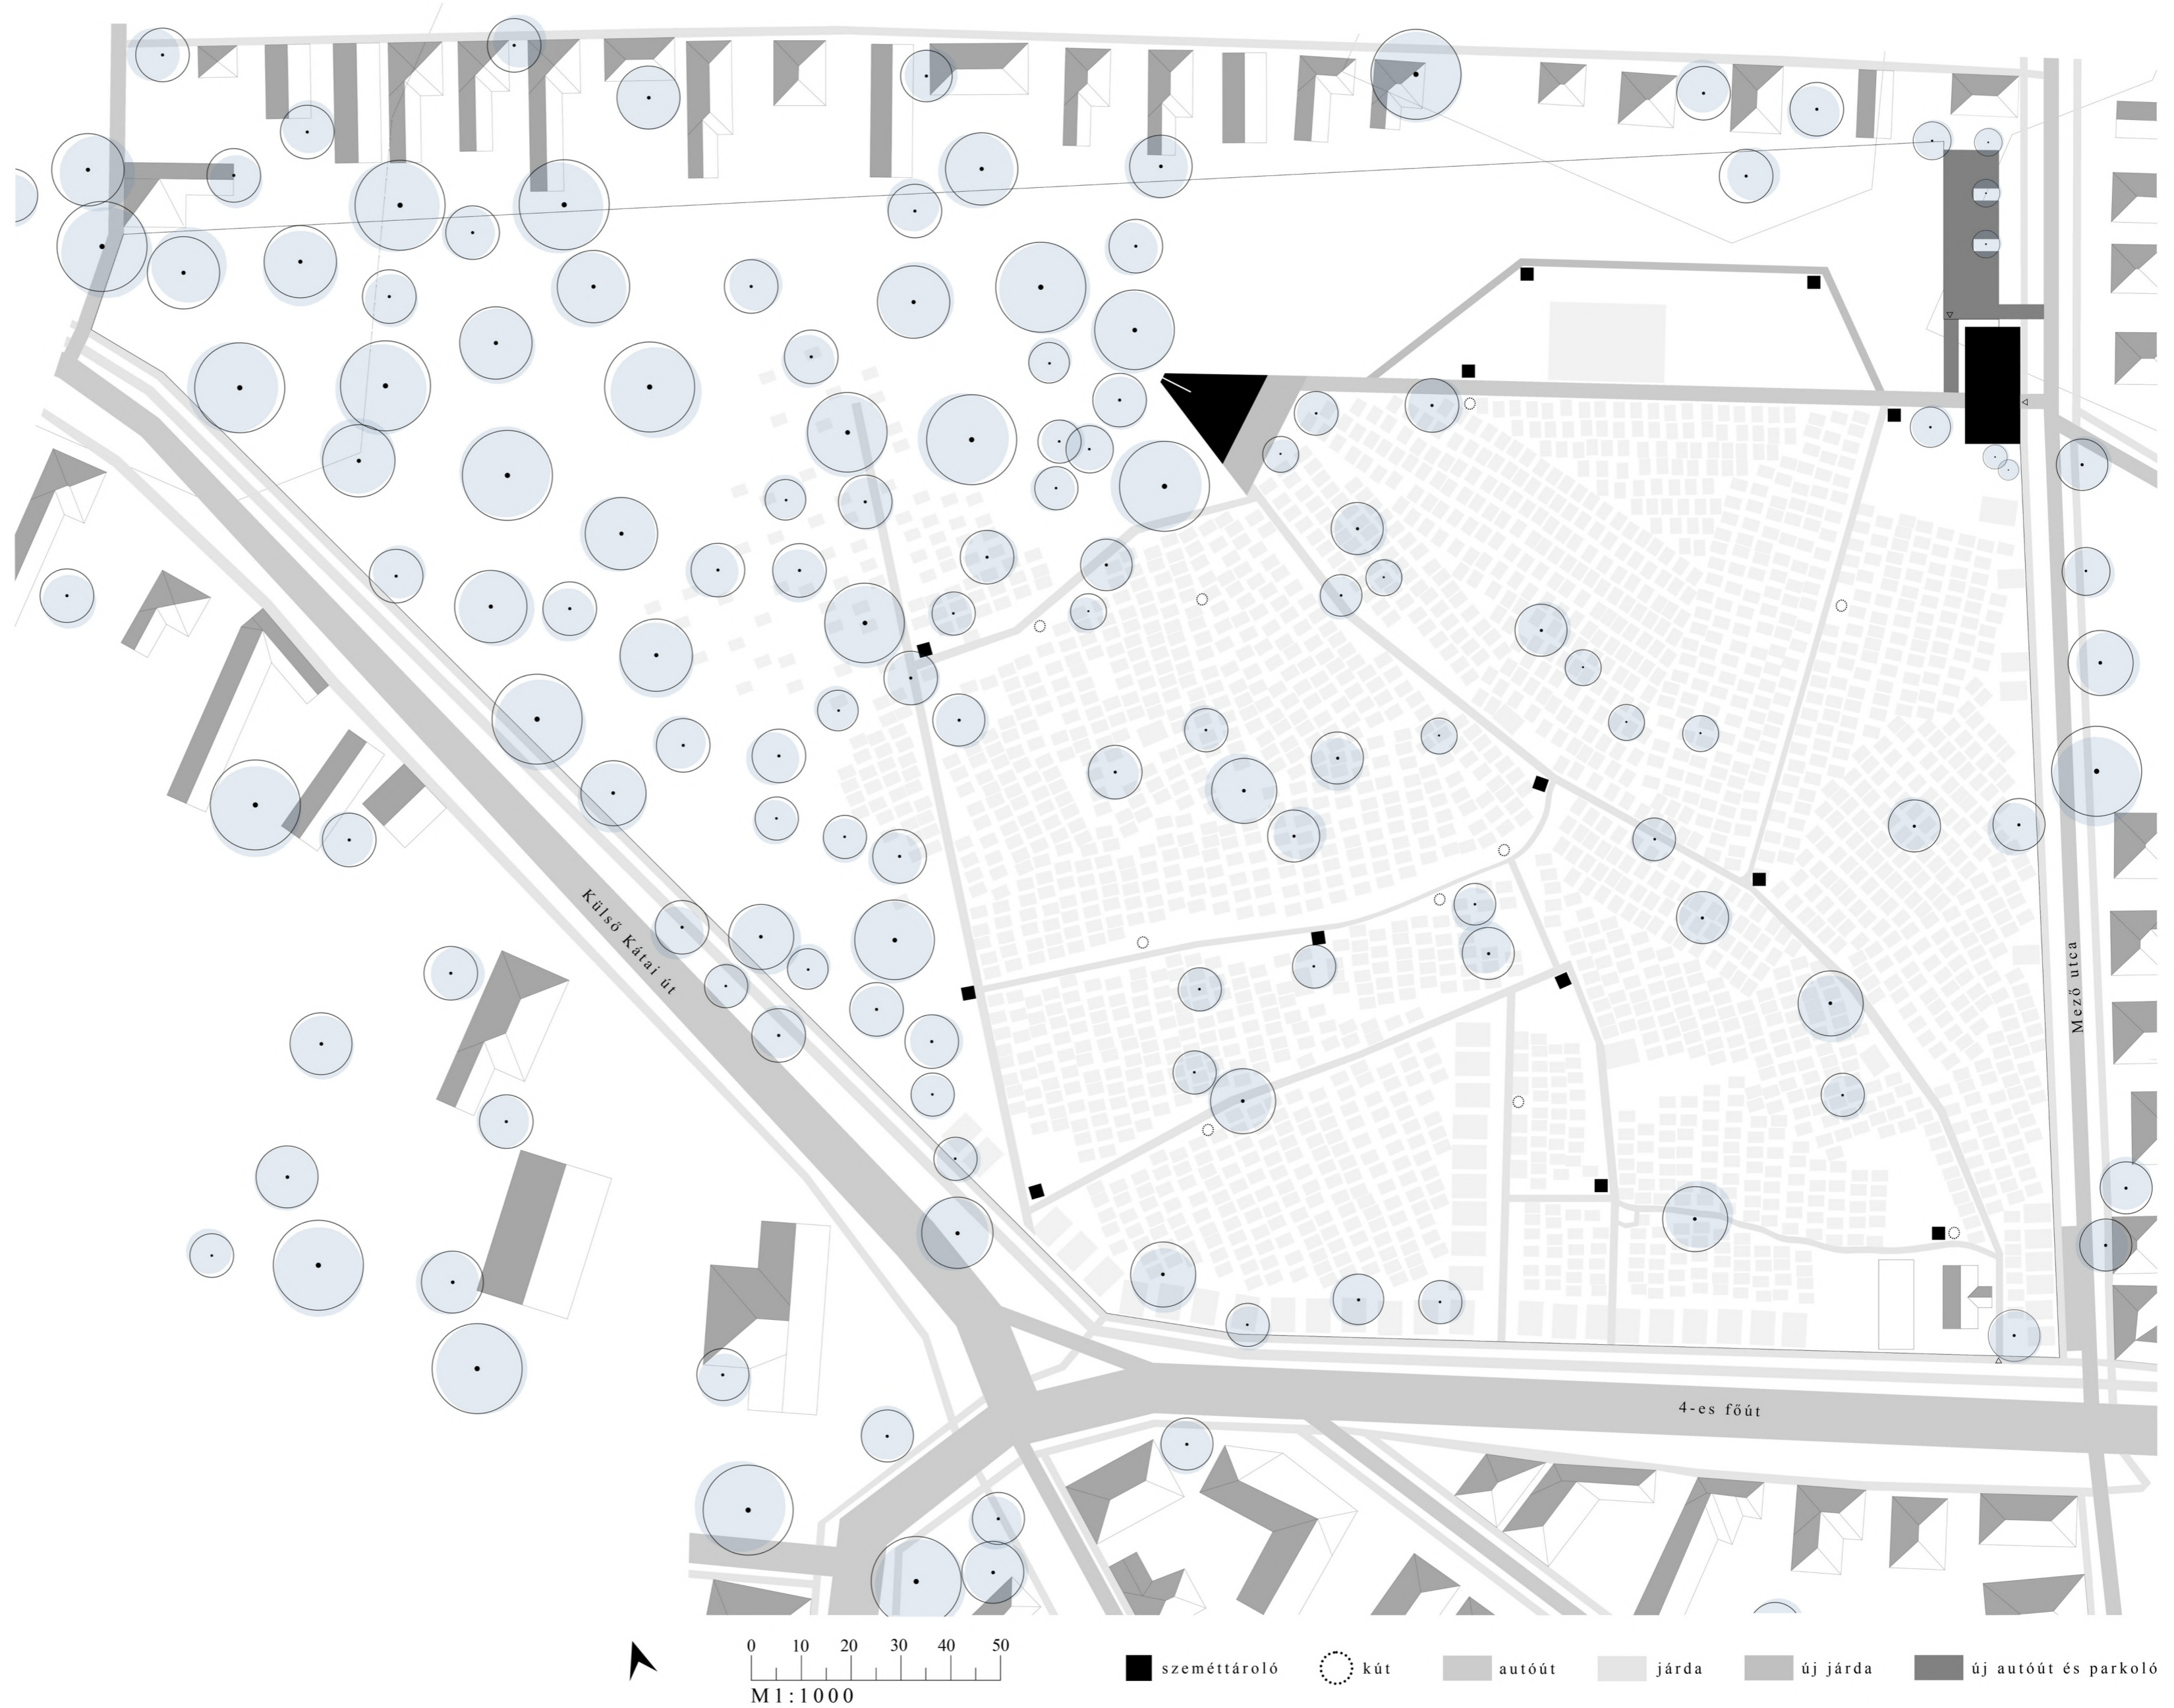 Külső Kátai út
Mező utca
4-es főút
0 10 20 30 40 50
M1:1000
szeméttároló
kút
autóút
járda
új járda
új autóút és parkoló